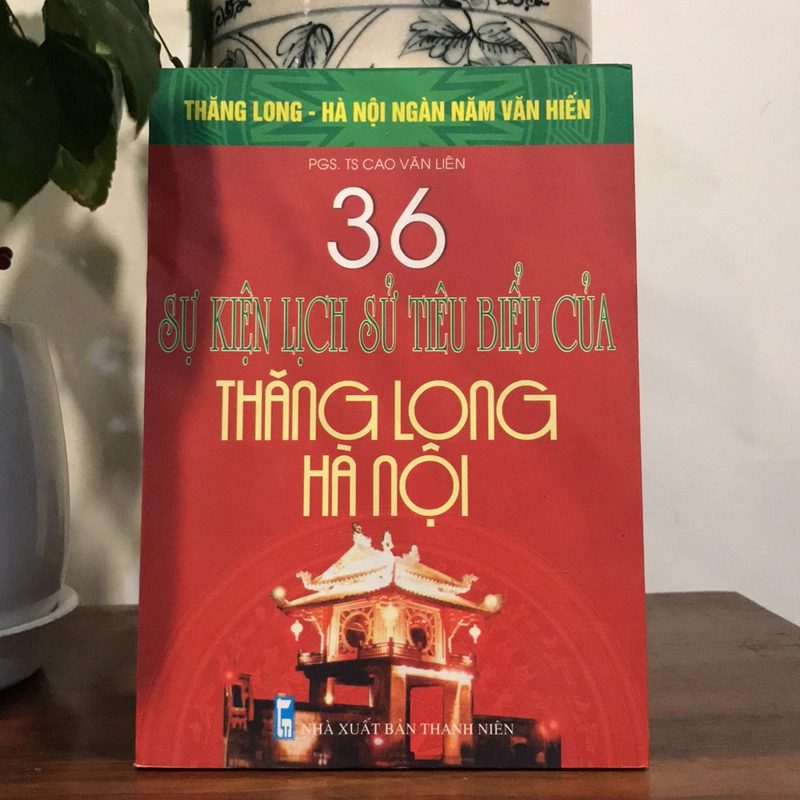 THĂNG LONG - HÀ NỘI NGÀN NĂM VĂN HIẾN
PGS. TS CAO VĂN LIÊN
36
SỰ KIỆN LỊCH SỬ TIÊU BIỂU CỦA
THĂNG LONG
HÀ NỘI
NHÀ XUẤT BẢN THANH NIÊN